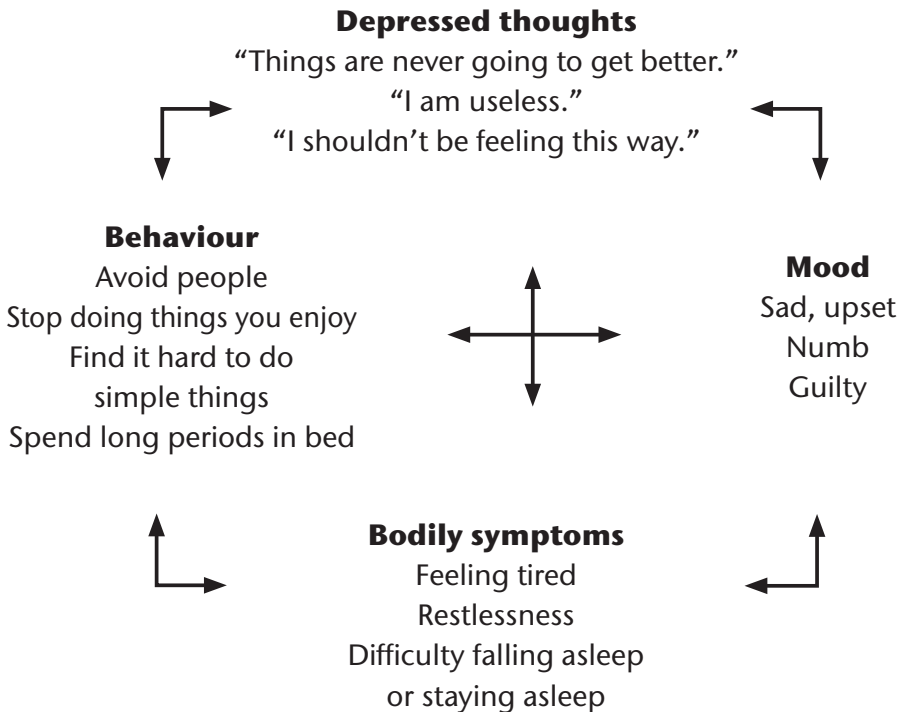 Depressed thoughts
“Things are never going to get better.”
“I am useless.”
“I shouldn’t be feeling this way.”
Behaviour
Avoid people
Stop doing things you enjoy
Find it hard to do
simple things
Spend long periods in bed
Mood
Sad, upset
Numb
Guilty
Bodily symptoms
Feeling tired
Restlessness
Difficulty falling asleep
or staying asleep